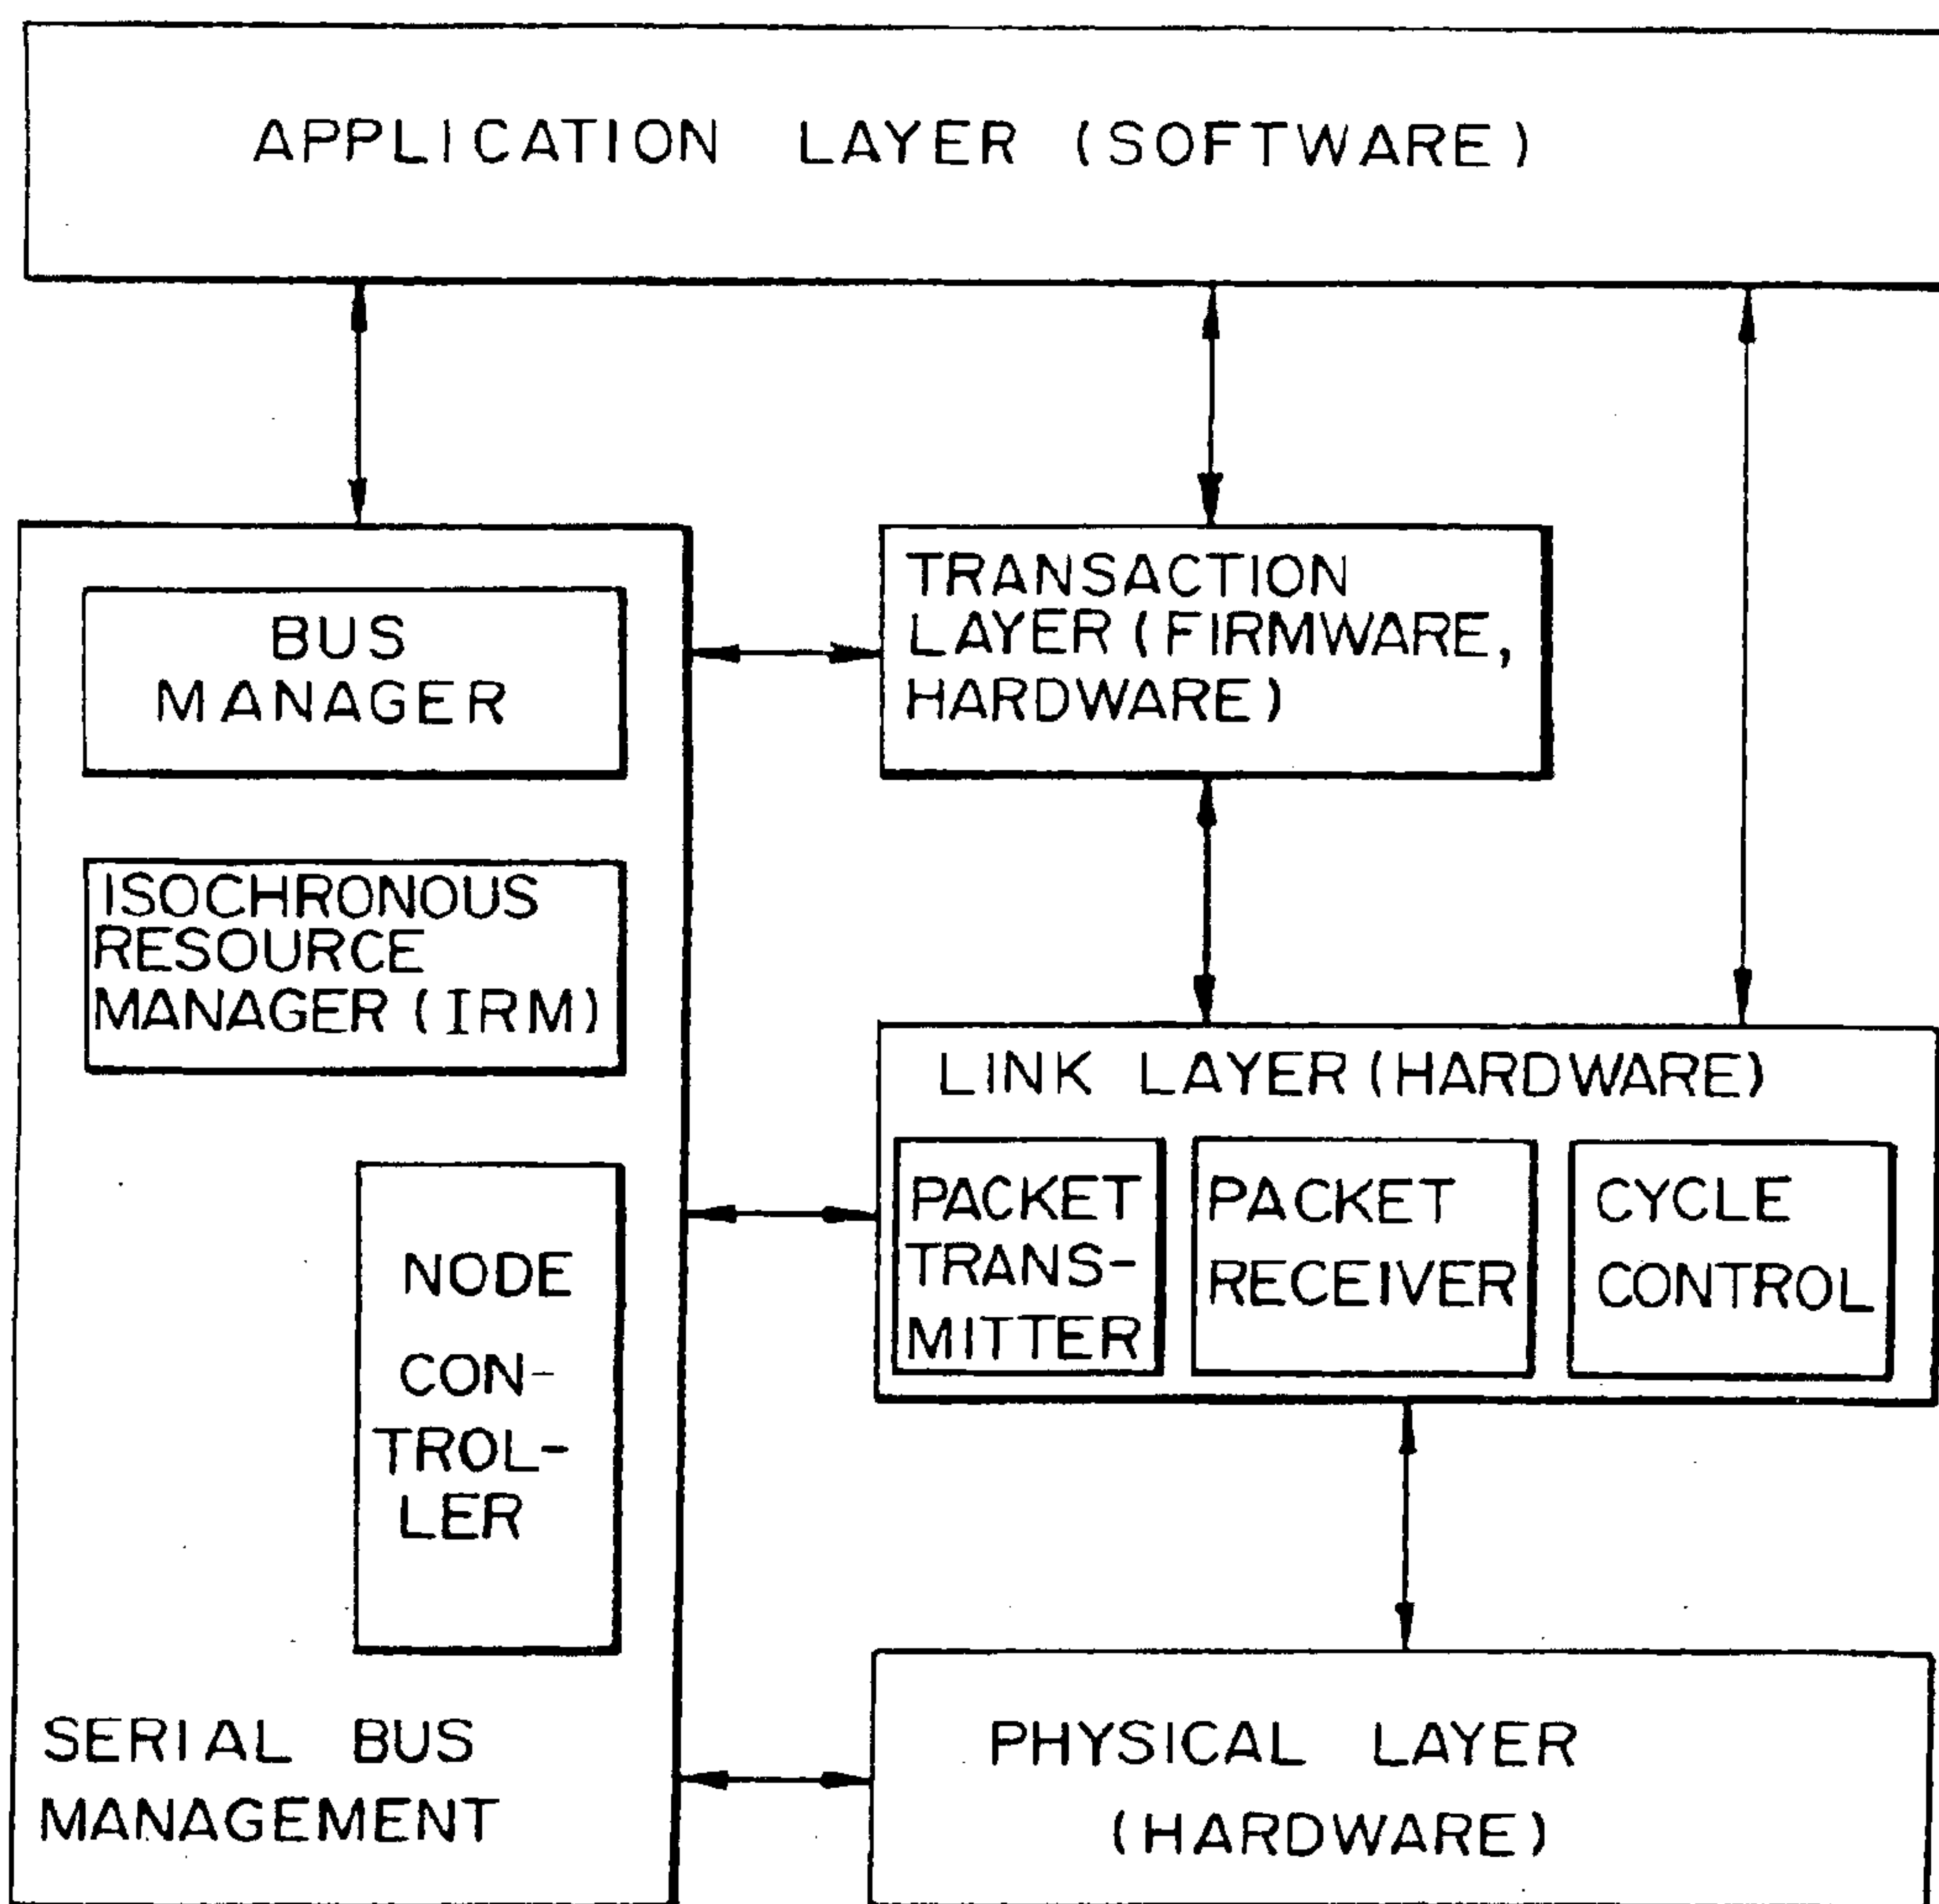 APPLICATION LAYER (SOFTWARE)
BUS
MANAGER
ISOCHRONOUS
RESOURCE
MANAGER (IRM)
NODE
CON-
TROL-
LER
SERIAL BUS
MANAGEMENT
TRANSACTION
LAYER (FIRMWARE,
HARDWARE)
LINK LAYER (HARDWARE)
PACKET
TRANS-
MITTER
PACKET
RECEIVER
CYCLE
CONTROL
PHYSICAL LAYER
(HARDWARE)